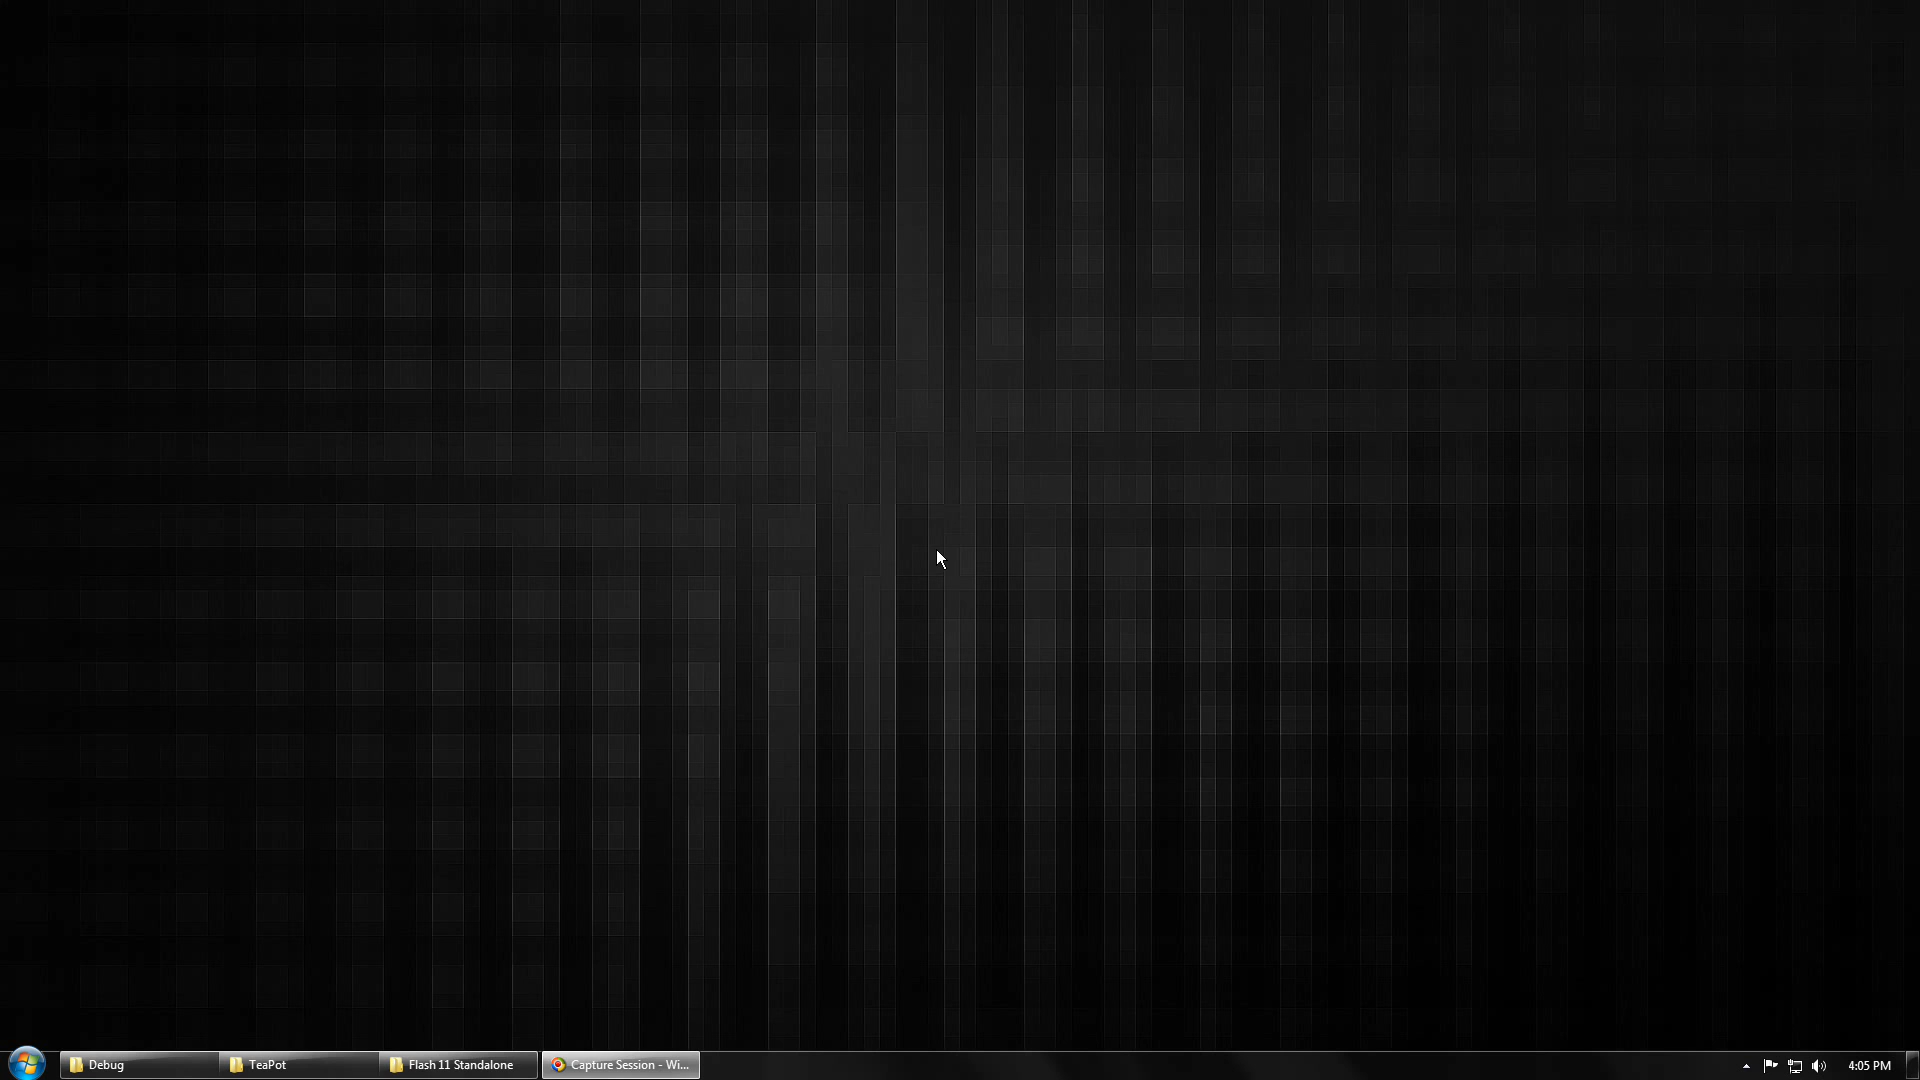 Debug
TeaPot
Flash 11 Standalone
Capture Session - Wi...
4:05 PM